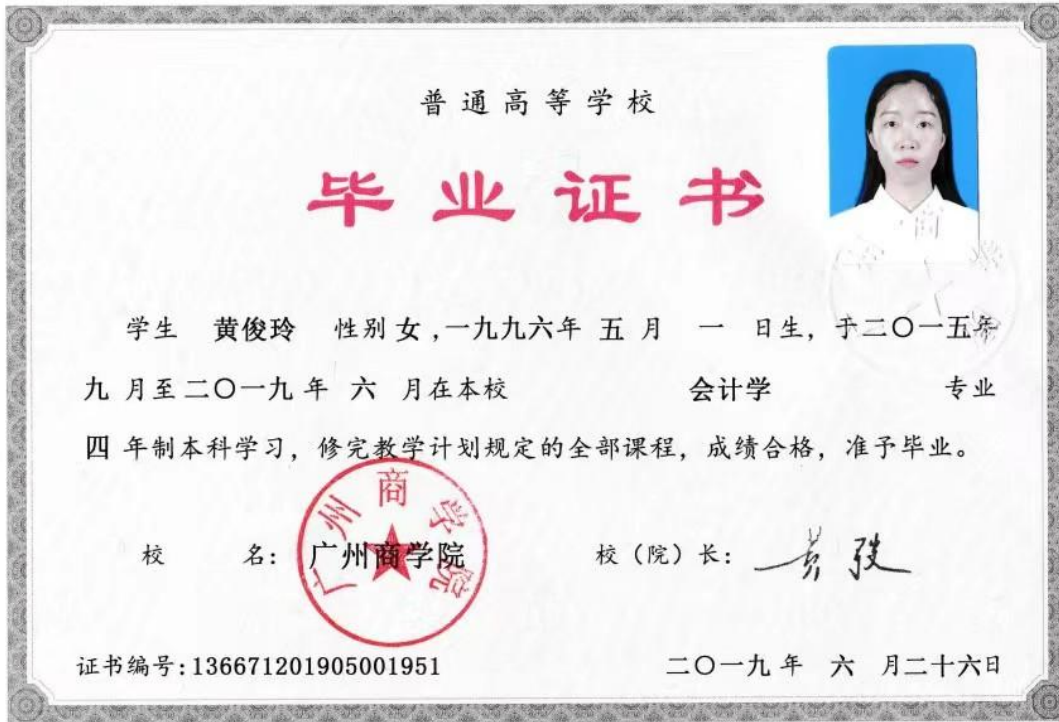 普通高等学校
毕业证书
学生 黄俊玲 性别 女，一九九六年 五 月 一 日生，于二〇一五年
九 月至二〇一九年 六 月在本校 会计学 专业
四 年制本科学习，修完教学计划规定的全部课程，成绩合格，准予毕业。
校 名：广州商学院 校（院）长：
广州商学院
证书编号：136671201905001951 二〇一九年 六 月二十六日